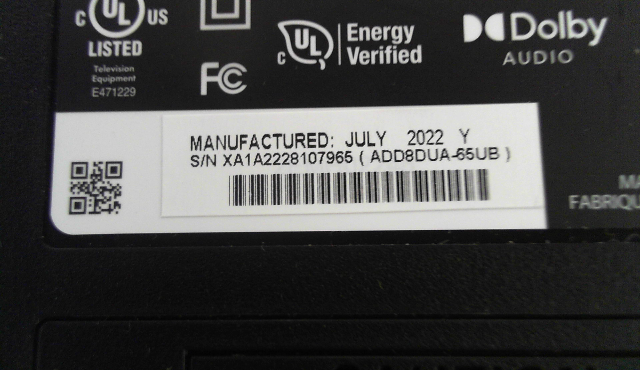 c UL US
LISTED
Television
Equipment
E471229
FC
c UL Energy
Verified
Dolby
AUDIO
MANUFACTURED: JULY 2022 Y
S/N XA1A2228107965 ( ADD8DUA-65UB )